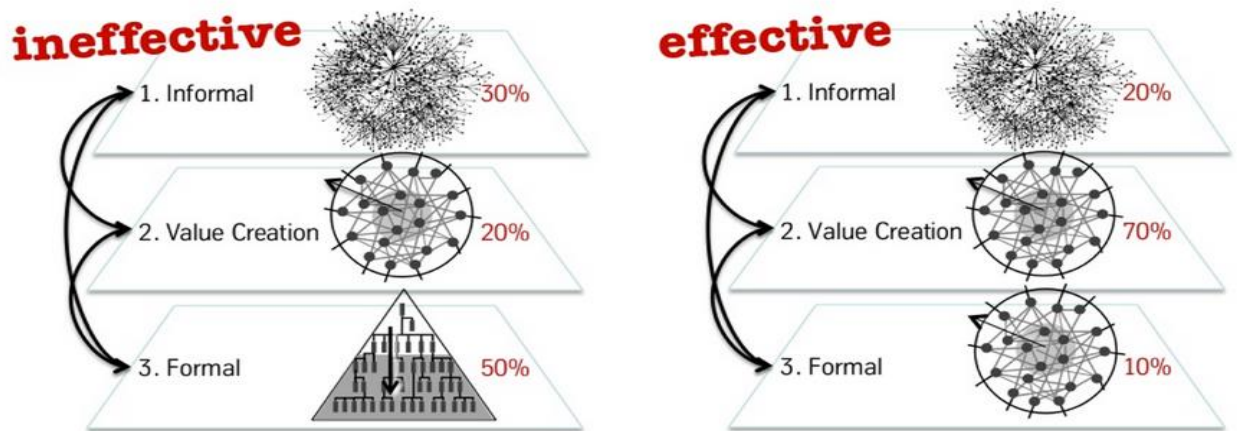 ineffective
1. Informal
30%
2. Value Creation
20%
3. Formal
50%
effective
1. Informal
20%
2. Value Creation
70%
3. Formal
10%